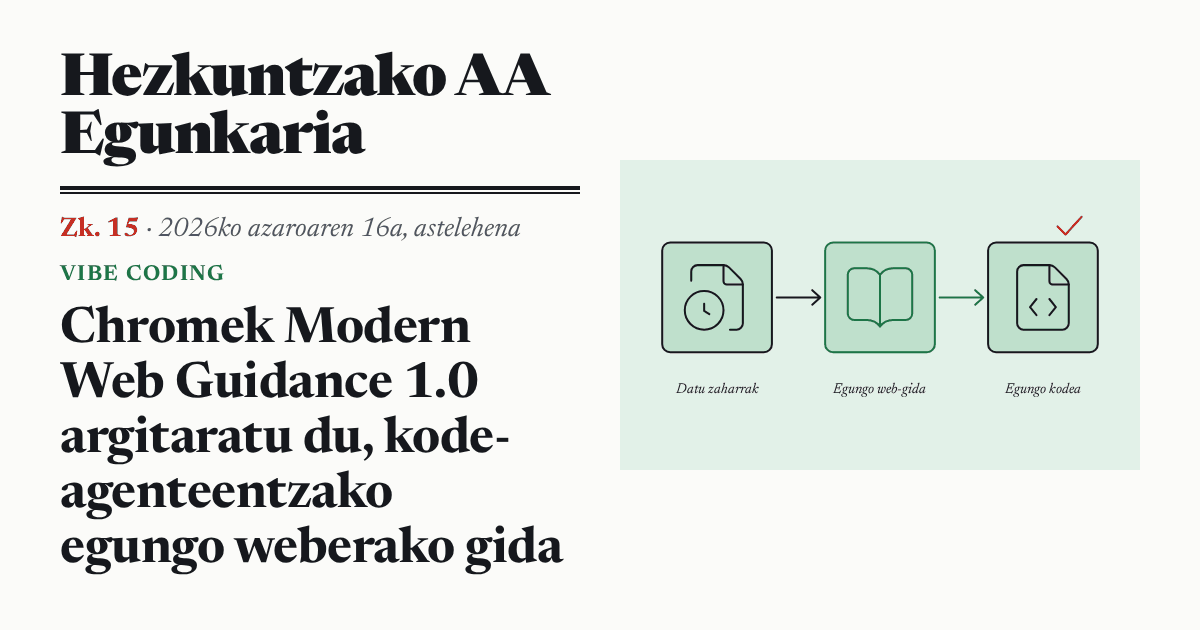 Hezkuntzako AA
Egunkaria
Zk. 15 · 2026ko azaroaren 16a, astelehena
VIBE CODING
Chromek Modern
Web Guidance 1.0
argitaratu du, kode-
agenteentzako
egungo weberako gida
Datu zaharrak
Egungo web-gida
Egungo kodea